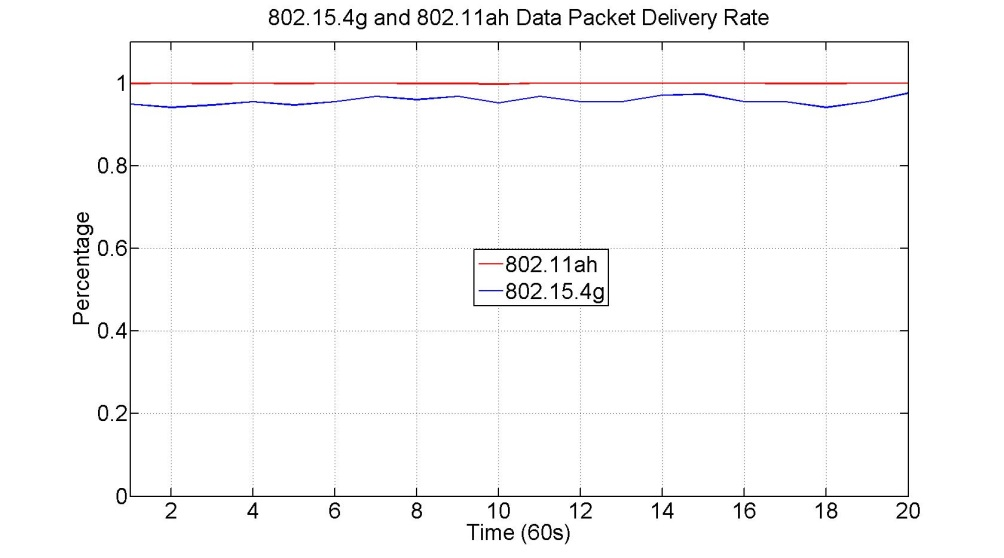 802.15.4g and 802.11ah Data Packet Delivery Rate
1
0.8
0.6
0.4
0.2
0
Percentage
802.11ah
802.15.4g
2 4 6 8 10 12 14 16 18 20
Time (60s)